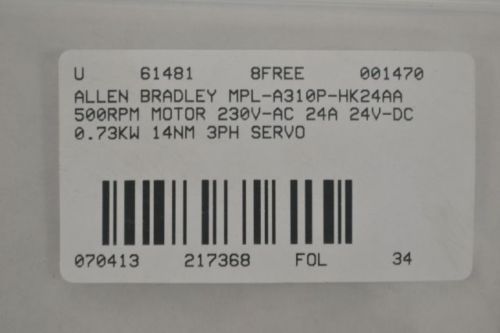 U 61481 8FREE 001470
ALLEN BRADLEY MPL-A310P-HK24AA
500RPM MOTOR 230V-AC 24A 24V-DC
0.73KW 14NM 3PH SERVO
070413 217368 FOL 34